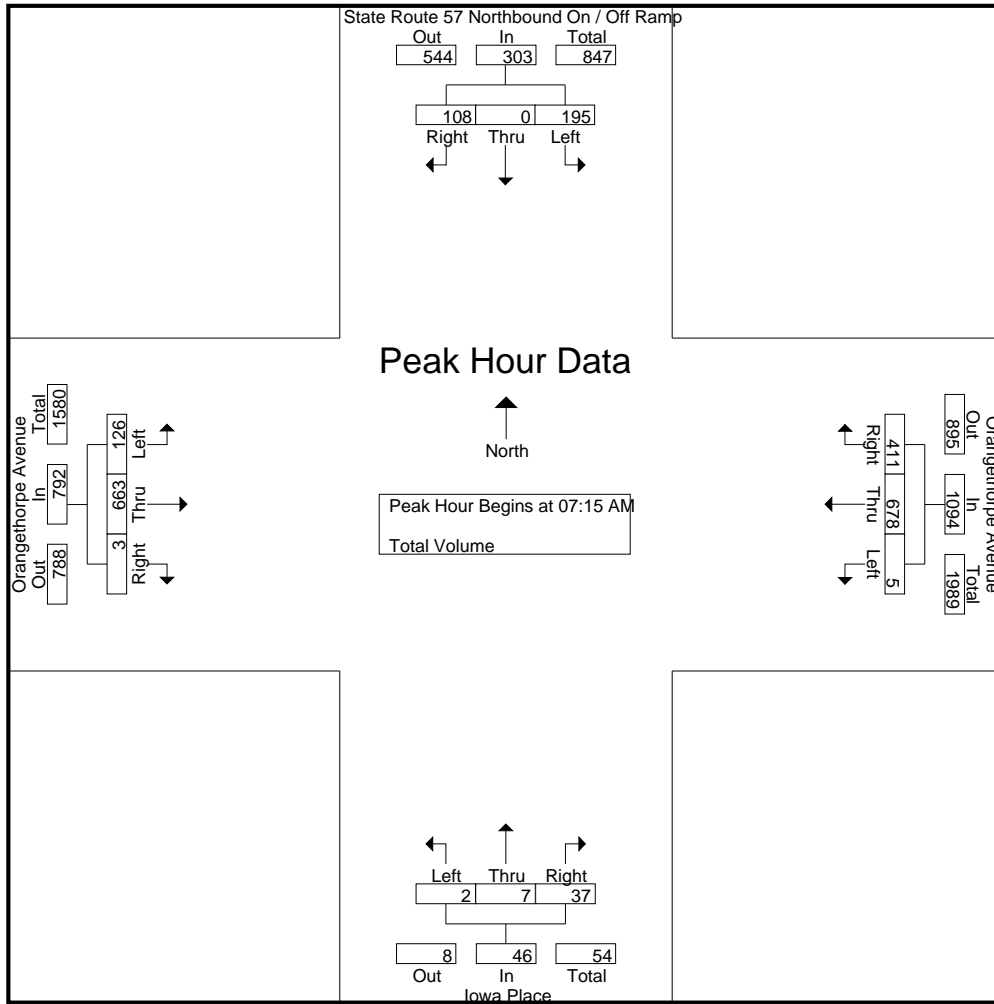 State Route 57 Northbound On / Off Ramp
Out In Total
544 303 847
108 0 195
Right Thru Left
Peak Hour Data
North
Peak Hour Begins at 07:15 AM
Total Volume
Orangethorpe Avenue
Total In Out
1580 792 788
126 663 3
Left Thru Right
Orangethorpe Avenue
Out In Total
895 1094 1989
411 678 5
Right Thru Left
Left Thru Right
2 7 37
8 46 54
Out In Total
Iowa Place